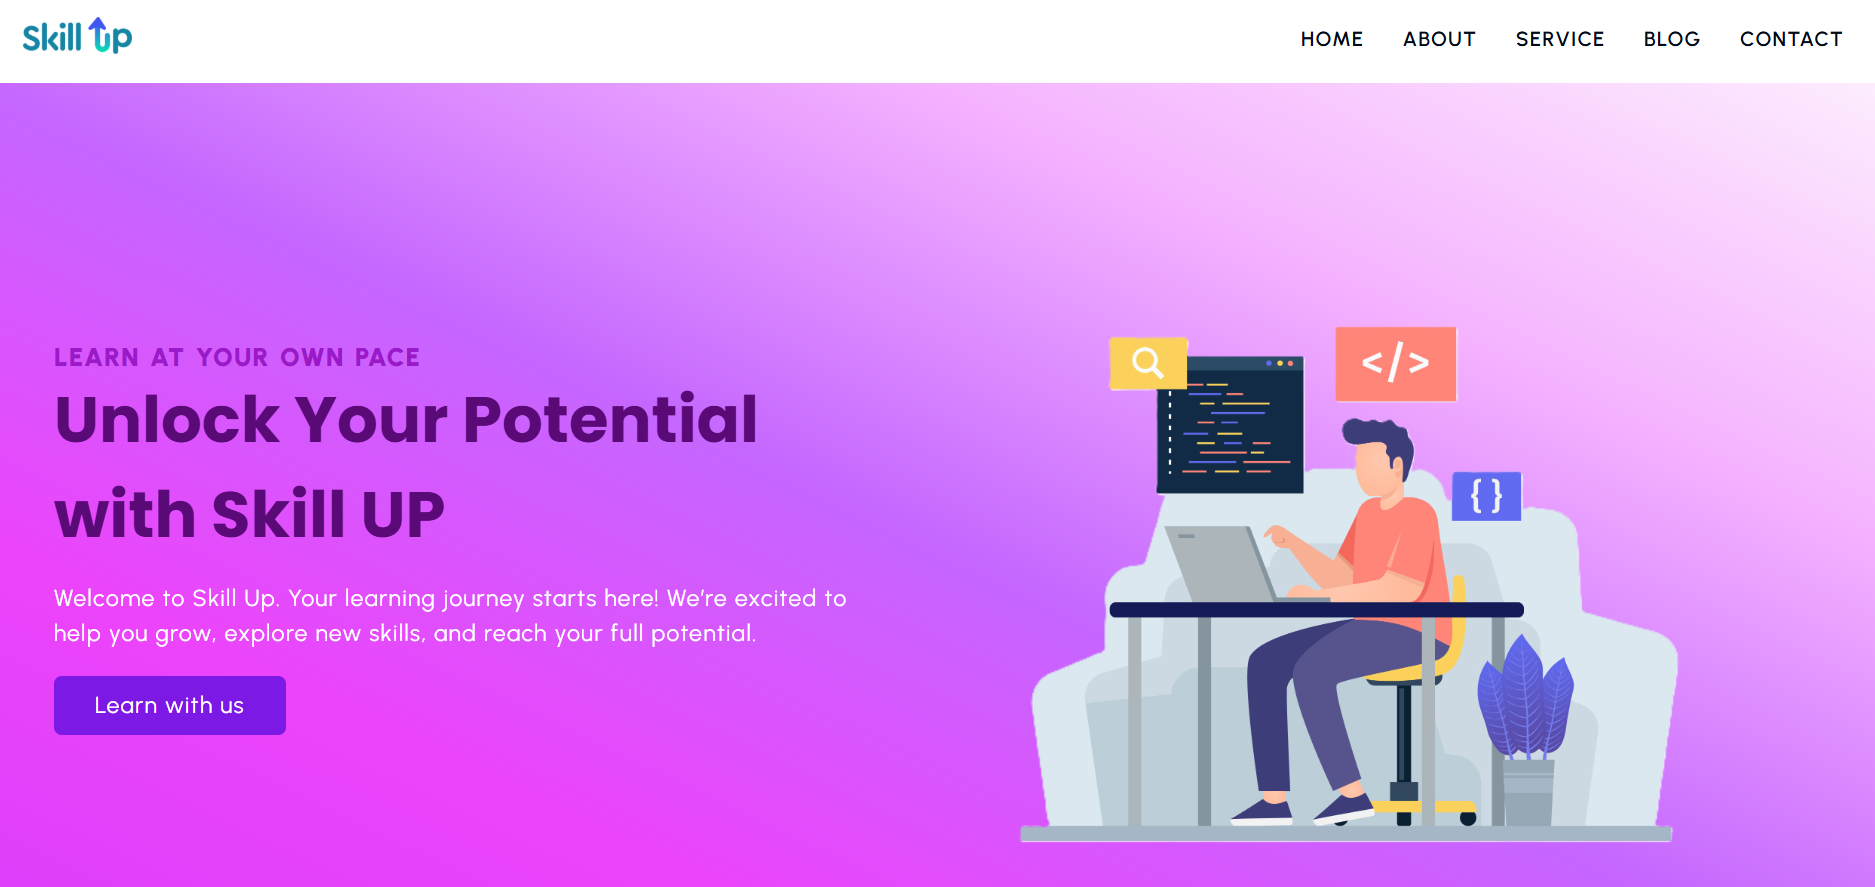 Skill Up
HOME ABOUT SERVICE BLOG CONTACT
LEARN AT YOUR OWN PACE
Unlock Your Potential
with Skill UP
Welcome to Skill Up. Your learning journey starts here! We're excited to
help you grow, explore new skills, and reach your full potential.
Learn with us
</>
{ }